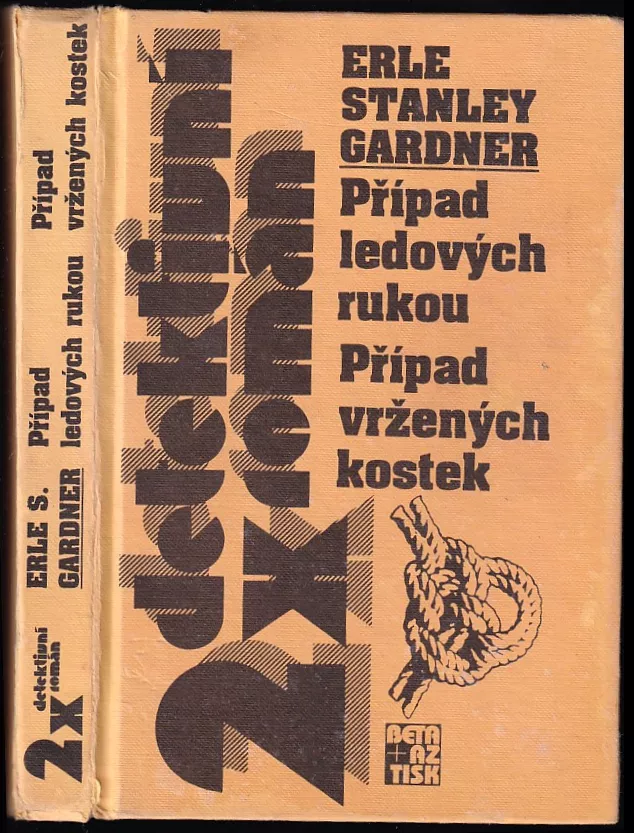 2x
detektivní
román
ERLE S.
GARDNER
Případ
ledových rukou
Případ
vržených kostek
2x
detektivní
román
ERLE
STANLEY
GARDNER
Případ
ledových
rukou
Případ
vržených
kostek
BETA
+AZ
TISK